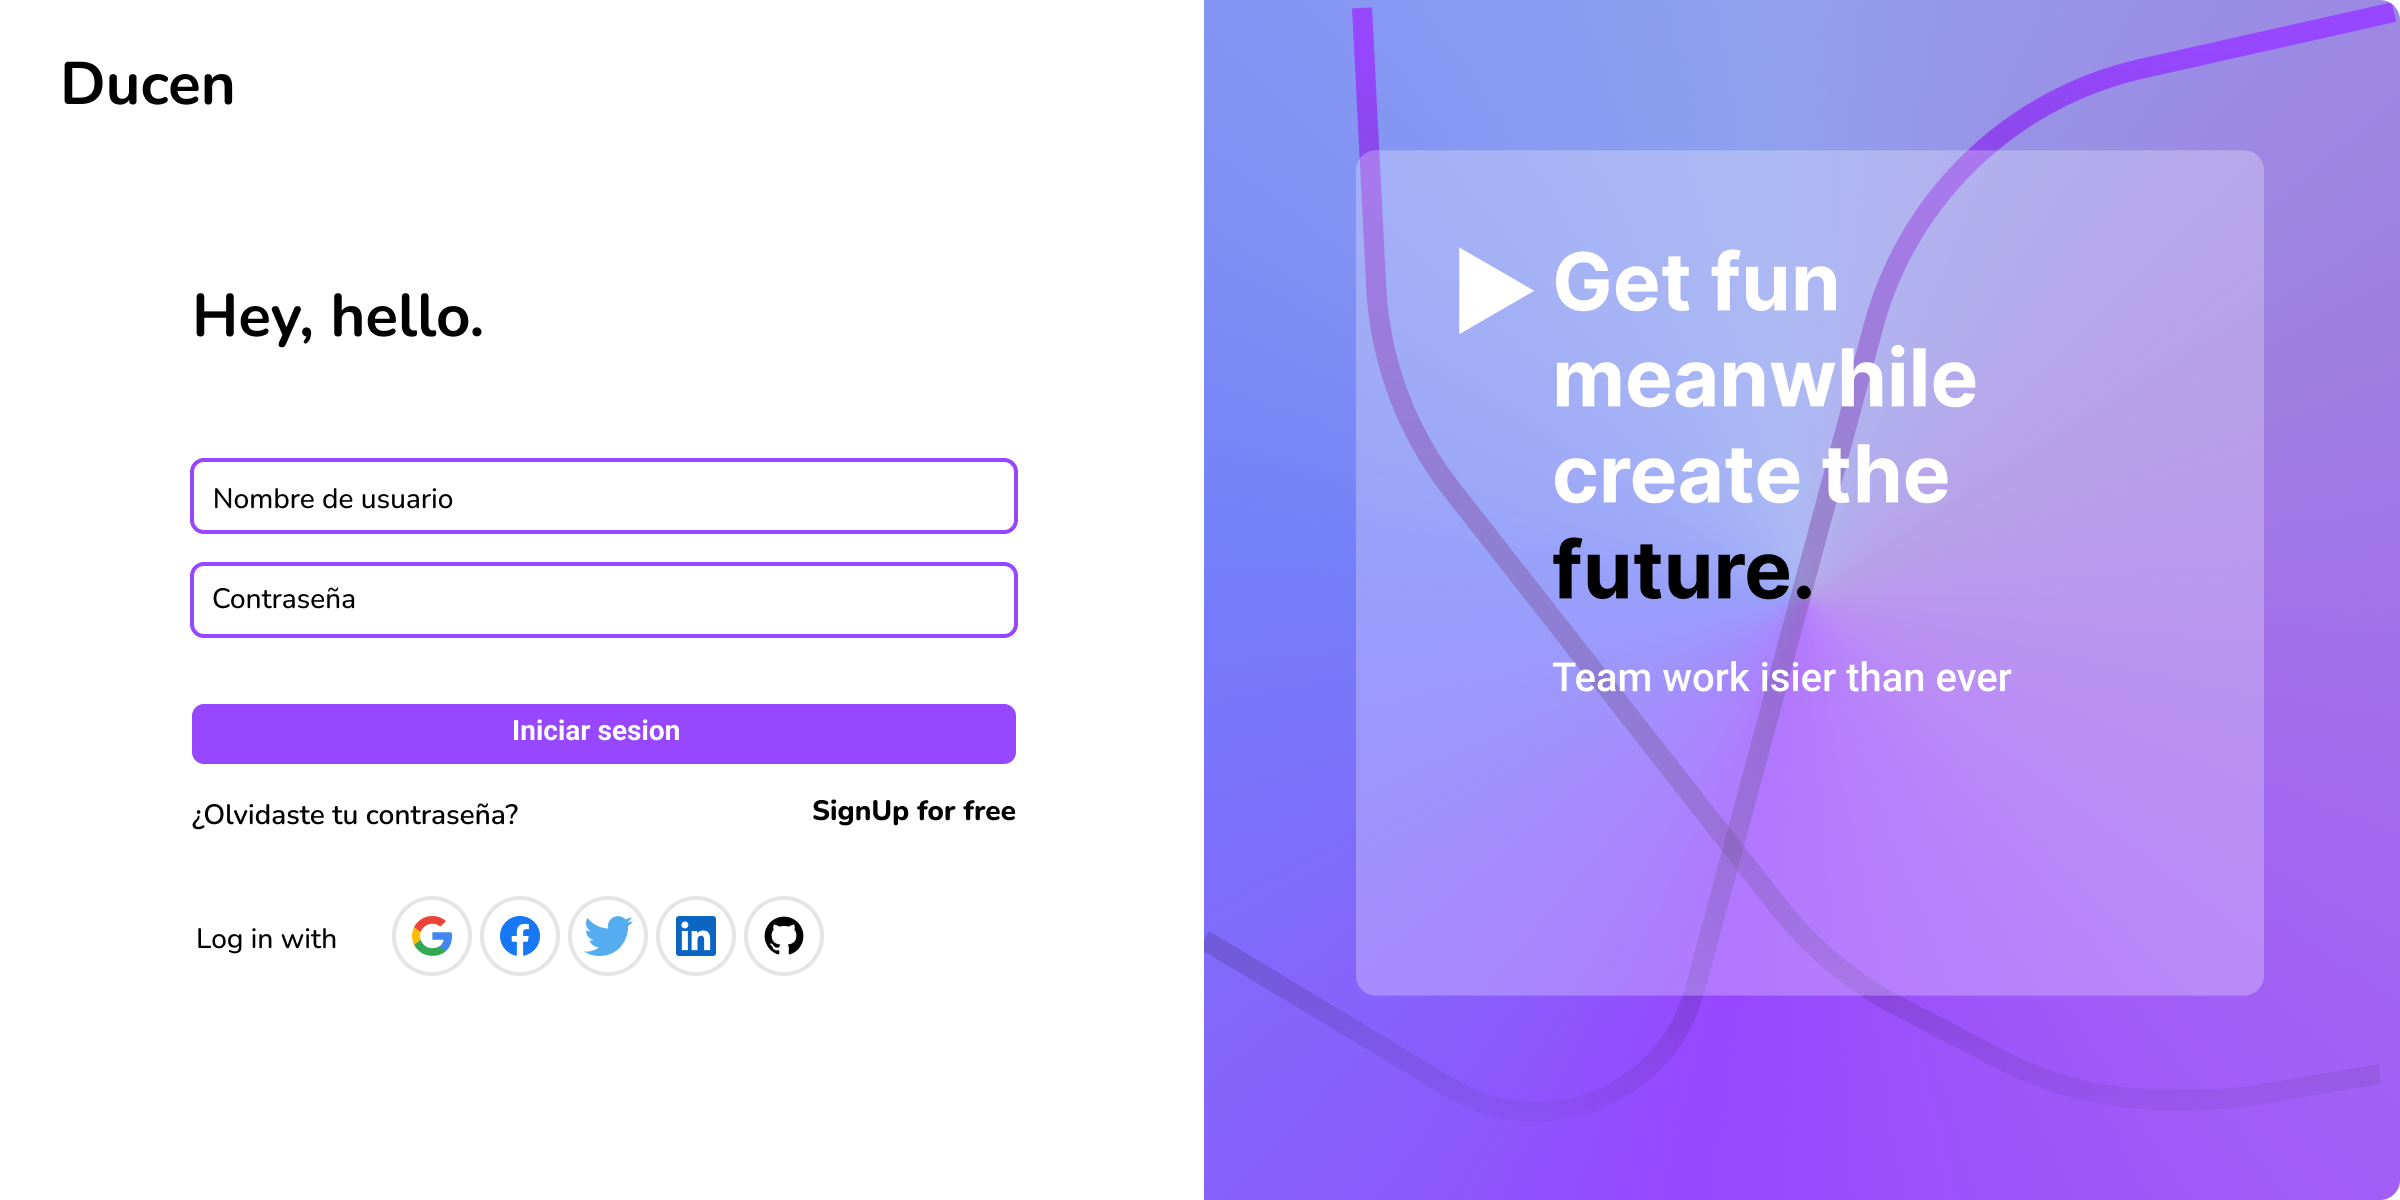 Ducen
Hey, hello.
Nombre de usuario
Contraseña
Iniciar sesion
¿Olvidaste tu contraseña?
SignUp for free
Log in with
in
Get fun
meanwhile
create the
future.
Team work isier than ever